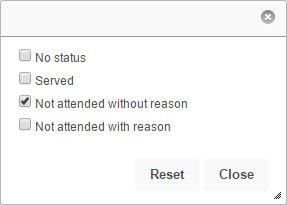 No status
Served
Not attended without reason
Not attended with reason
Reset Close